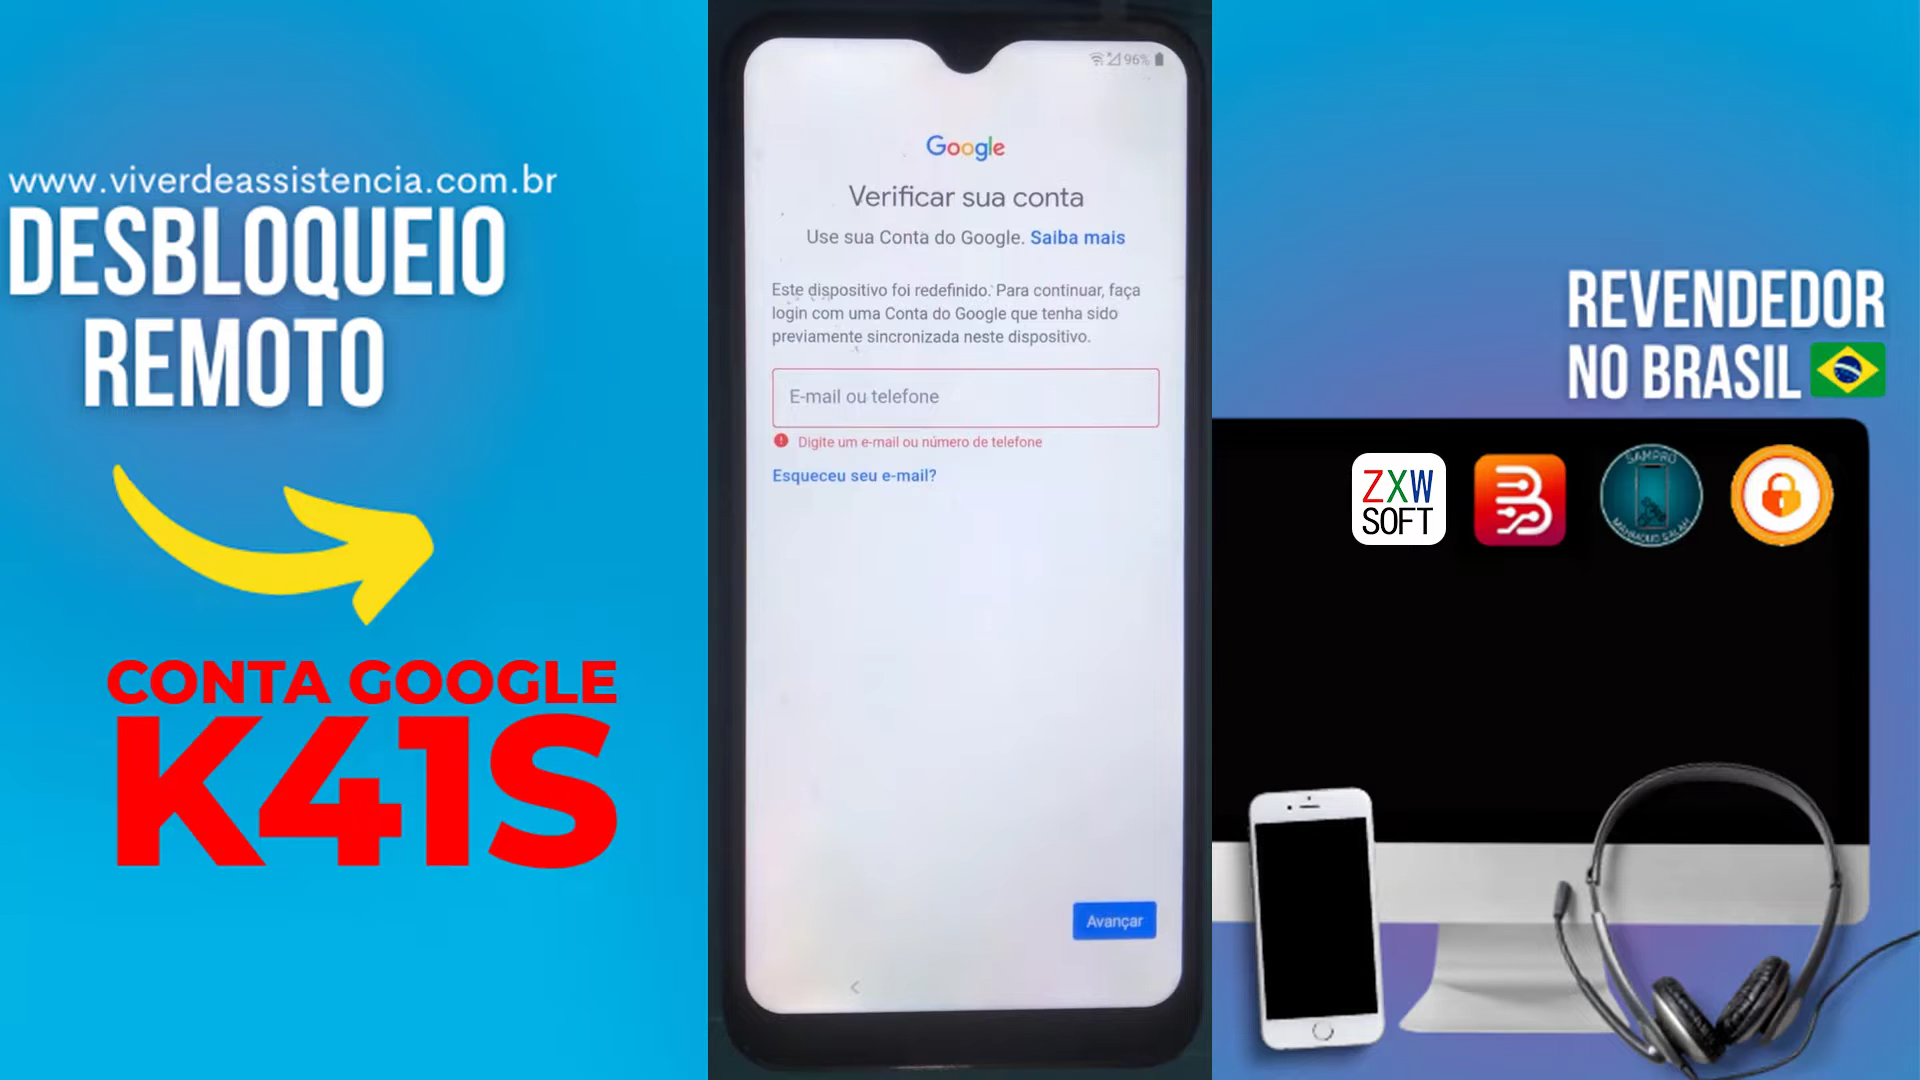 www.viverdeassistencia.com.br
DESBLOQUEIO
REMOTO
CONTA GOOGLE
K41S
96%
Google
Verificar sua conta
Use sua Conta do Google. Saiba mais
Este dispositivo foi redefinido. Para continuar, faça
login com uma Conta do Google que tenha sido
previamente sincronizada neste dispositivo.
E-mail ou telefone
Digite um e-mail ou número de telefone
Esqueceu seu e-mail?
Avançar
REVENDEDOR
NO BRASIL
ZXW
SOFT
SAMPRO
MAHMOUD SALAH